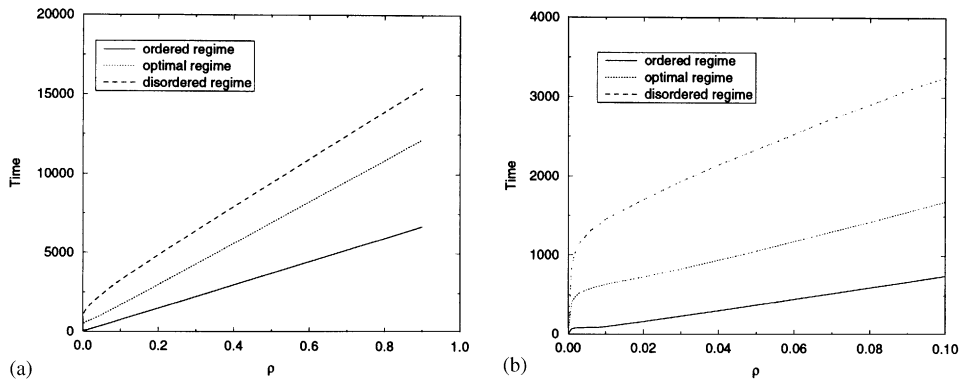 20000
15000
10000
5000
0
Time
ordered regime
optimal regime
disordered regime
0.0 0.2 0.4 0.6 0.8 1.0
ρ
(a)
4000
3000
2000
1000
0
Time
ordered regime
optimal regime
disordered regime
0.00 0.02 0.04 0.06 0.08 0.10
ρ
(b)